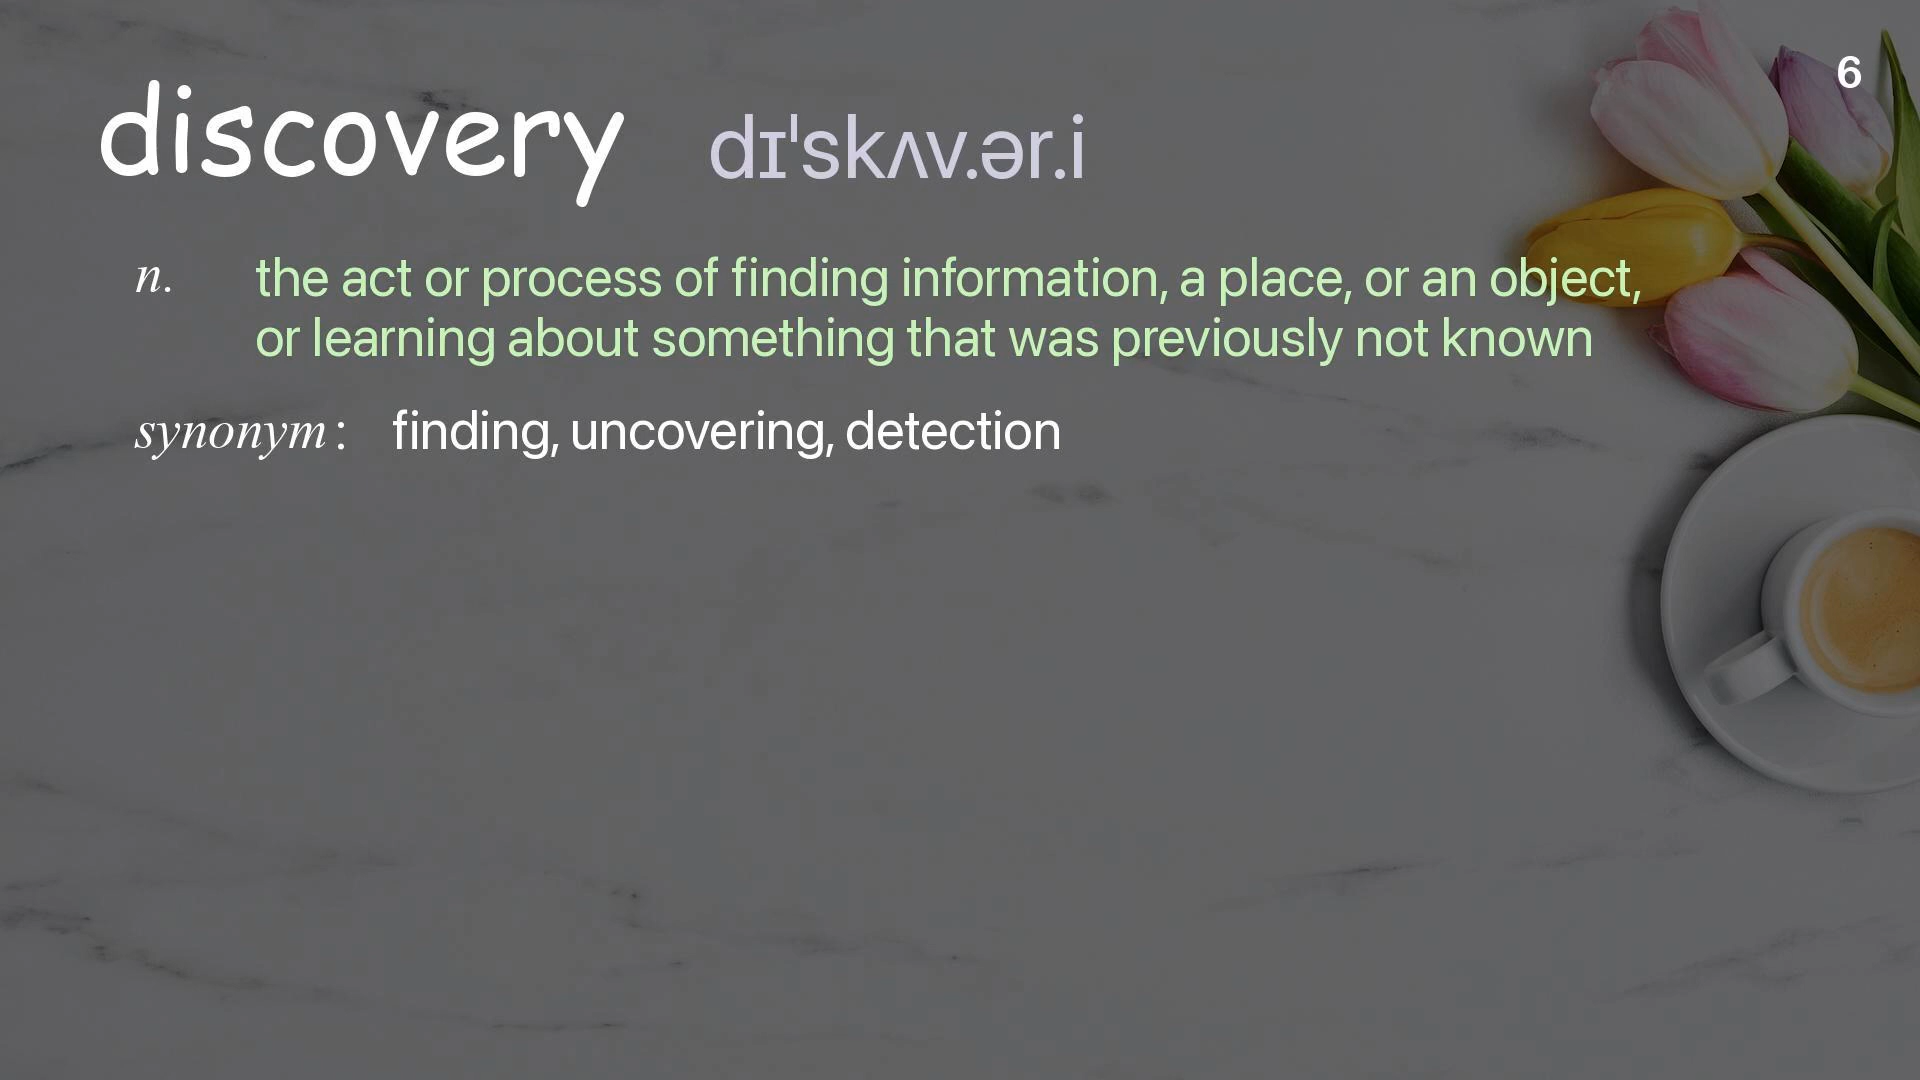 6
discovery dɪˈskʌv.ər.i
n. the act or process of finding information, a place, or an object,
or learning about something that was previously not known
synonym: finding, uncovering, detection